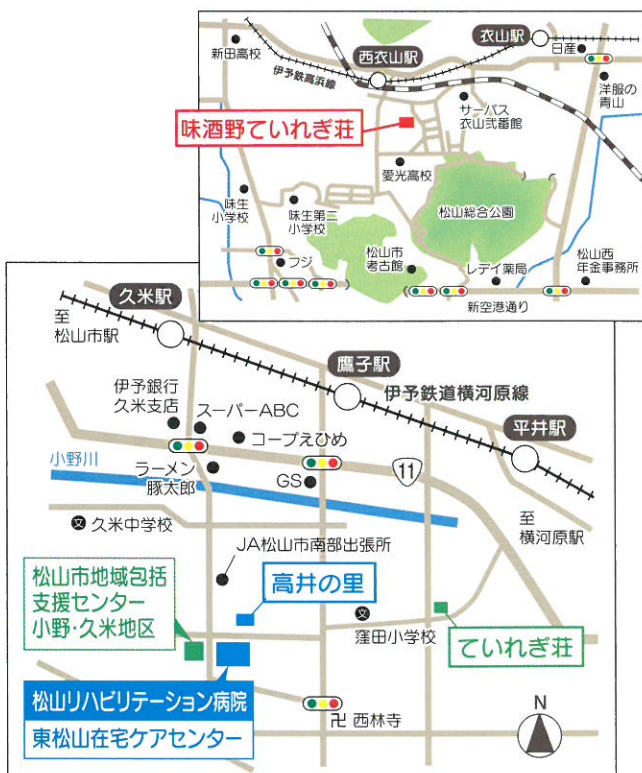 衣山駅
新田高校
西衣山駅
日産
伊予鉄高浜線
洋服の
青山
サーパス
衣山弐番館
味酒野ていれぎ荘
愛光高校
味生
小学校
味生第二
小学校
松山総合公園
フジ
松山市
考古館
レデイ薬局
松山西
年金事務所
新空港通り
久米駅
至
松山市駅
鷹子駅
伊予鉄道横河原線
伊予銀行
久米支店
スーパーABC
平井駅
コープえひめ
小野川
ラーメン
豚太郎
GS
11
文 久米中学校
至
横河原駅
JA松山市南部出張所
松山市地域包括
支援センター
小野・久米地区
高井の里
文
窪田小学校
ていれぎ荘
松山リハビリテーション病院
東松山在宅ケアセンター
卍 西林寺
N